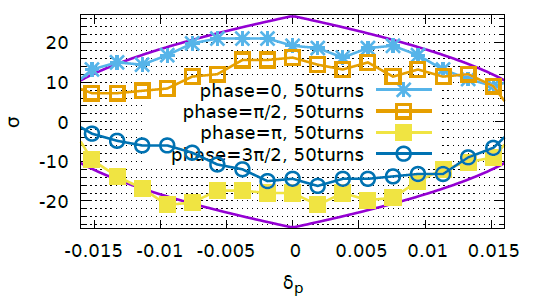 20
10
0
-10
-20
σ
phase=0, 50turns
phase=π/2, 50turns
phase=π, 50turns
phase=3π/2, 50turns
-0.015 -0.01 -0.005 0 0.005 0.01 0.015
δp